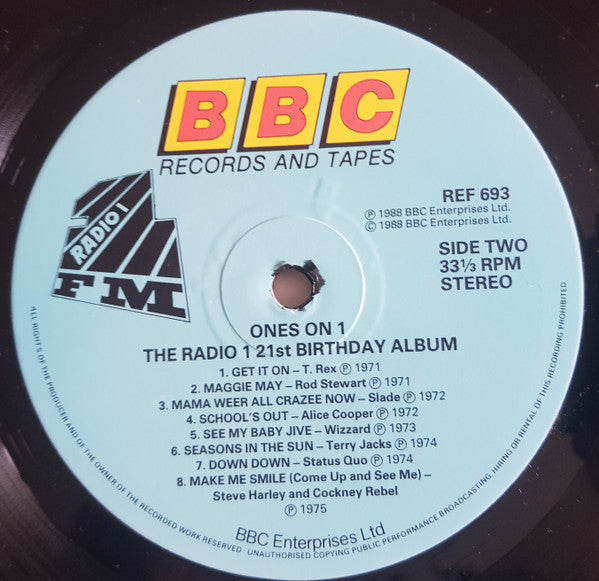 BBC
RECORDS AND TAPES
RADIO 1
FM
REF 693
℗ 1988 BBC Enterprises Ltd.
© 1988 BBC Enterprises Ltd.
SIDE TWO
33⅓ RPM
STEREO
ONES ON 1
THE RADIO 1 21st BIRTHDAY ALBUM
1. GET IT ON – T. Rex ℗ 1971
2. MAGGIE MAY – Rod Stewart ℗ 1971
3. MAMA WEER ALL CRAZEE NOW – Slade ℗ 1972
4. SCHOOL'S OUT – Alice Cooper ℗ 1972
5. SEE MY BABY JIVE – Wizzard ℗ 1973
6. SEASONS IN THE SUN – Terry Jacks ℗ 1974
7. DOWN DOWN – Status Quo ℗ 1974
8. MAKE ME SMILE (Come Up and See Me) –
Steve Harley and Cockney Rebel
℗ 1975
BBC Enterprises Ltd
ALL RIGHTS OF THE PRODUCER AND OF THE OWNER OF THE RECORDED WORK RESERVED UNAUTHORISED COPYING PUBLIC PERFORMANCE BROADCASTING, HIRING OR RENTAL OF THIS RECORDING PROHIBITED